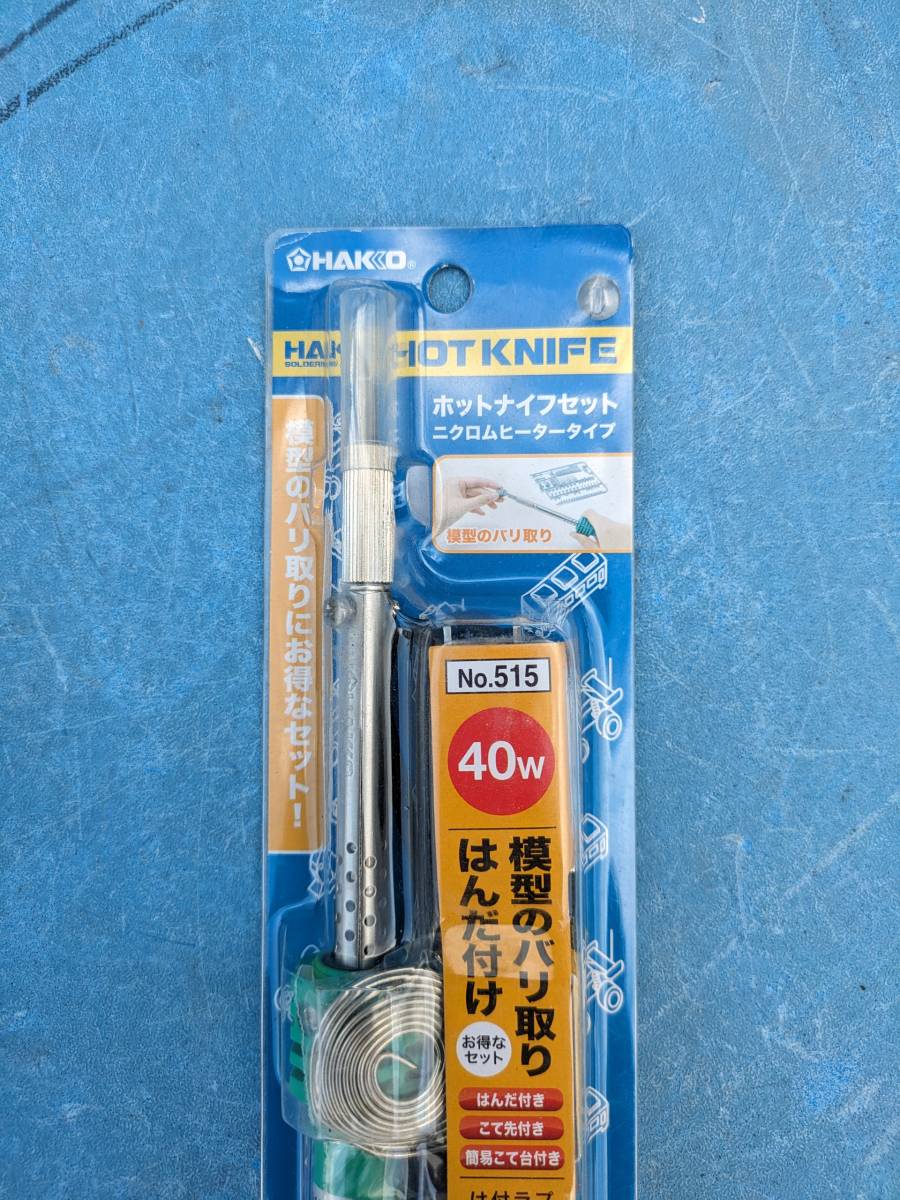 HAKKO®
HOT KNIFE
ホットナイフセット
ニクロムヒータータイプ
模型のバリ取り
模型のバリ取りにお得なセット！
No.515
40W
模型のバリ取り
はんだ付け
お得な
セット
はんだ付き
こて先付き
簡易こて台付き